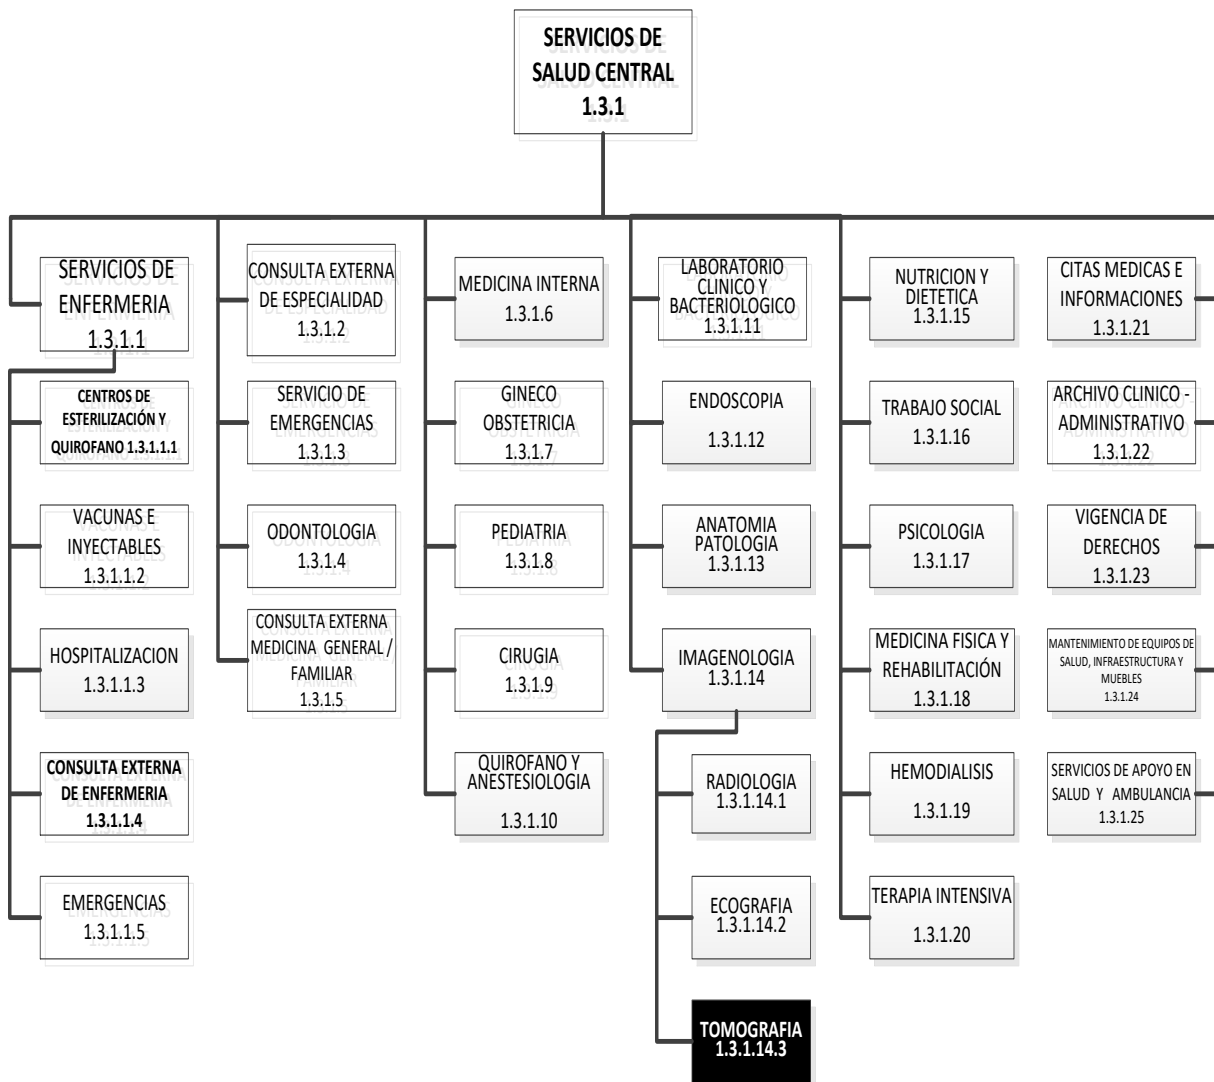 SERVICIOS DE
SALUD CENTRAL
1.3.1
SERVICIOS DE
ENFERMERIA
1.3.1.1
CENTROS DE
ESTERILIZACIÓN Y
QUIROFANO 1.3.1.1.1
VACUNAS E
INYECTABLES
1.3.1.1.2
HOSPITALIZACION
1.3.1.1.3
CONSULTA EXTERNA
DE ENFERMERIA
1.3.1.1.4
EMERGENCIAS
1.3.1.1.5
CONSULTA EXTERNA
DE ESPECIALIDAD
1.3.1.2
SERVICIO DE
EMERGENCIAS
1.3.1.3
ODONTOLOGIA
1.3.1.4
CONSULTA EXTERNA
MEDICINA GENERAL /
FAMILIAR
1.3.1.5
MEDICINA INTERNA
1.3.1.6
GINECO
OBSTETRICIA
1.3.1.7
PEDIATRIA
1.3.1.8
CIRUGIA
1.3.1.9
QUIROFANO Y
ANESTESIOLOGIA
1.3.1.10
LABORATORIO
CLINICO Y
BACTERIOLOGICO
1.3.1.11
ENDOSCOPIA
1.3.1.12
ANATOMIA
PATOLOGIA
1.3.1.13
IMAGENOLOGIA
1.3.1.14
RADIOLOGIA
1.3.1.14.1
ECOGRAFIA
1.3.1.14.2
TOMOGRAFIA
1.3.1.14.3
NUTRICION Y
DIETETICA
1.3.1.15
TRABAJO SOCIAL
1.3.1.16
PSICOLOGIA
1.3.1.17
MEDICINA FISICA Y
REHABILITACIÓN
1.3.1.18
HEMODIALISIS
1.3.1.19
TERAPIA INTENSIVA
1.3.1.20
CITAS MEDICAS E
INFORMACIONES
1.3.1.21
ARCHIVO CLINICO -
ADMINISTRATIVO
1.3.1.22
VIGENCIA DE
DERECHOS
1.3.1.23
MANTENIMIENTO DE EQUIPOS DE
SALUD, INFRAESTRUCTURA Y
MUEBLES
1.3.1.24
SERVICIOS DE APOYO EN
SALUD Y AMBULANCIA
1.3.1.25